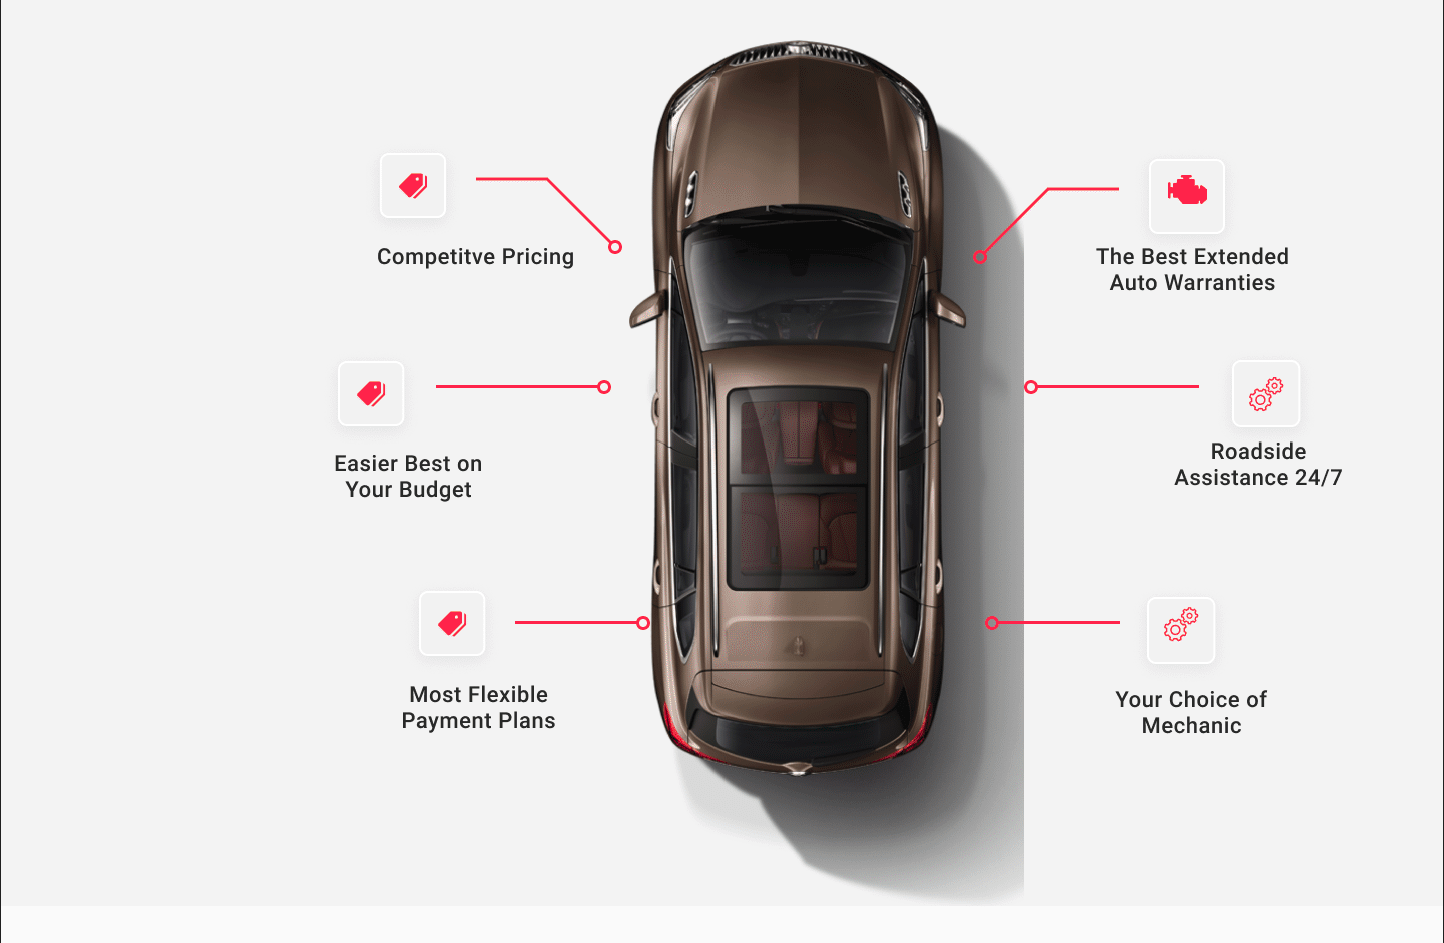 Competitve Pricing
The Best Extended
Auto Warranties
Easier Best on
Your Budget
Roadside
Assistance 24/7
Most Flexible
Payment Plans
Your Choice of
Mechanic